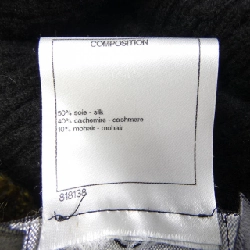 COMPOSITION
50% soie - silk
40% cachemire - cashmere
10% mohair - mohair
818138